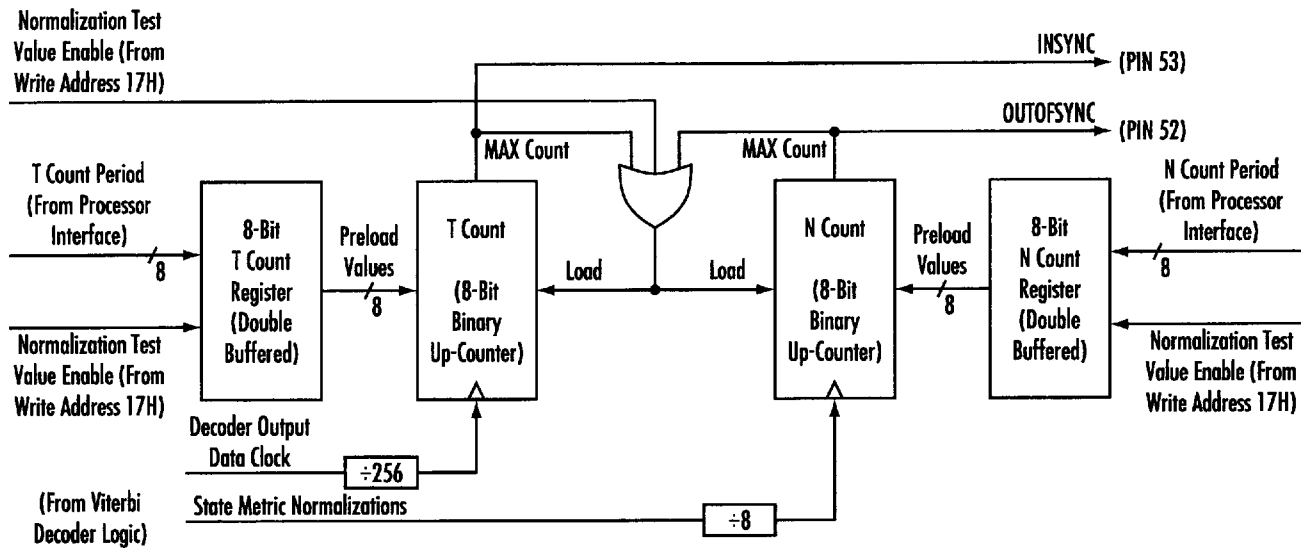 Normalization Test
Value Enable (From
Write Address 17H)
INSYNC
(PIN 53)
OUTOFSYNC
(PIN 52)
MAX Count
MAX Count
T Count Period
(From Processor
Interface)
8
8-Bit
T Count
Register
(Double
Buffered)
Preload
Values
8
T Count
(8-Bit
Binary
Up-Counter)
Load
Load
N Count
(8-Bit
Binary
Up-Counter)
Preload
Values
8
8-Bit
N Count
Register
(Double
Buffered)
N Count Period
(From Processor
Interface)
8
Normalization Test
Value Enable (From
Write Address 17H)
Normalization Test
Value Enable (From
Write Address 17H)
Decoder Output
Data Clock
÷256
(From Viterbi
Decoder Logic)
State Metric Normalizations
÷8